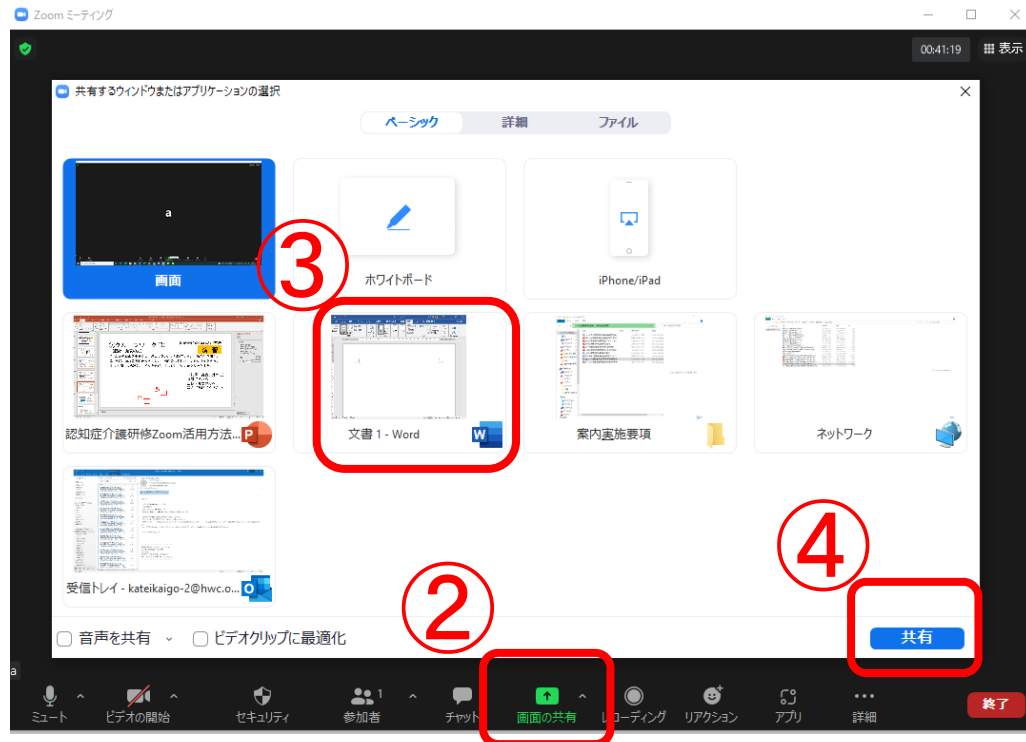 Zoom ミーティング
00:41:19
表示
共有するウィンドウまたはアプリケーションの選択
ベーシック 詳細 ファイル
a
画面
③
ホワイトボード
iPhone/iPad
認知症介護研修Zoom活用方法...
文書 1 - Word
案内実施要項
ネットワーク
④
受信トレイ - kateikaigo-2@hwc.o...
②
音声を共有
ビデオクリップに最適化
共有
a
ミュート
ビデオの開始
セキュリティ
1
参加者
チャット
画面の共有
レコーディング
リアクション
アプリ
詳細
終了